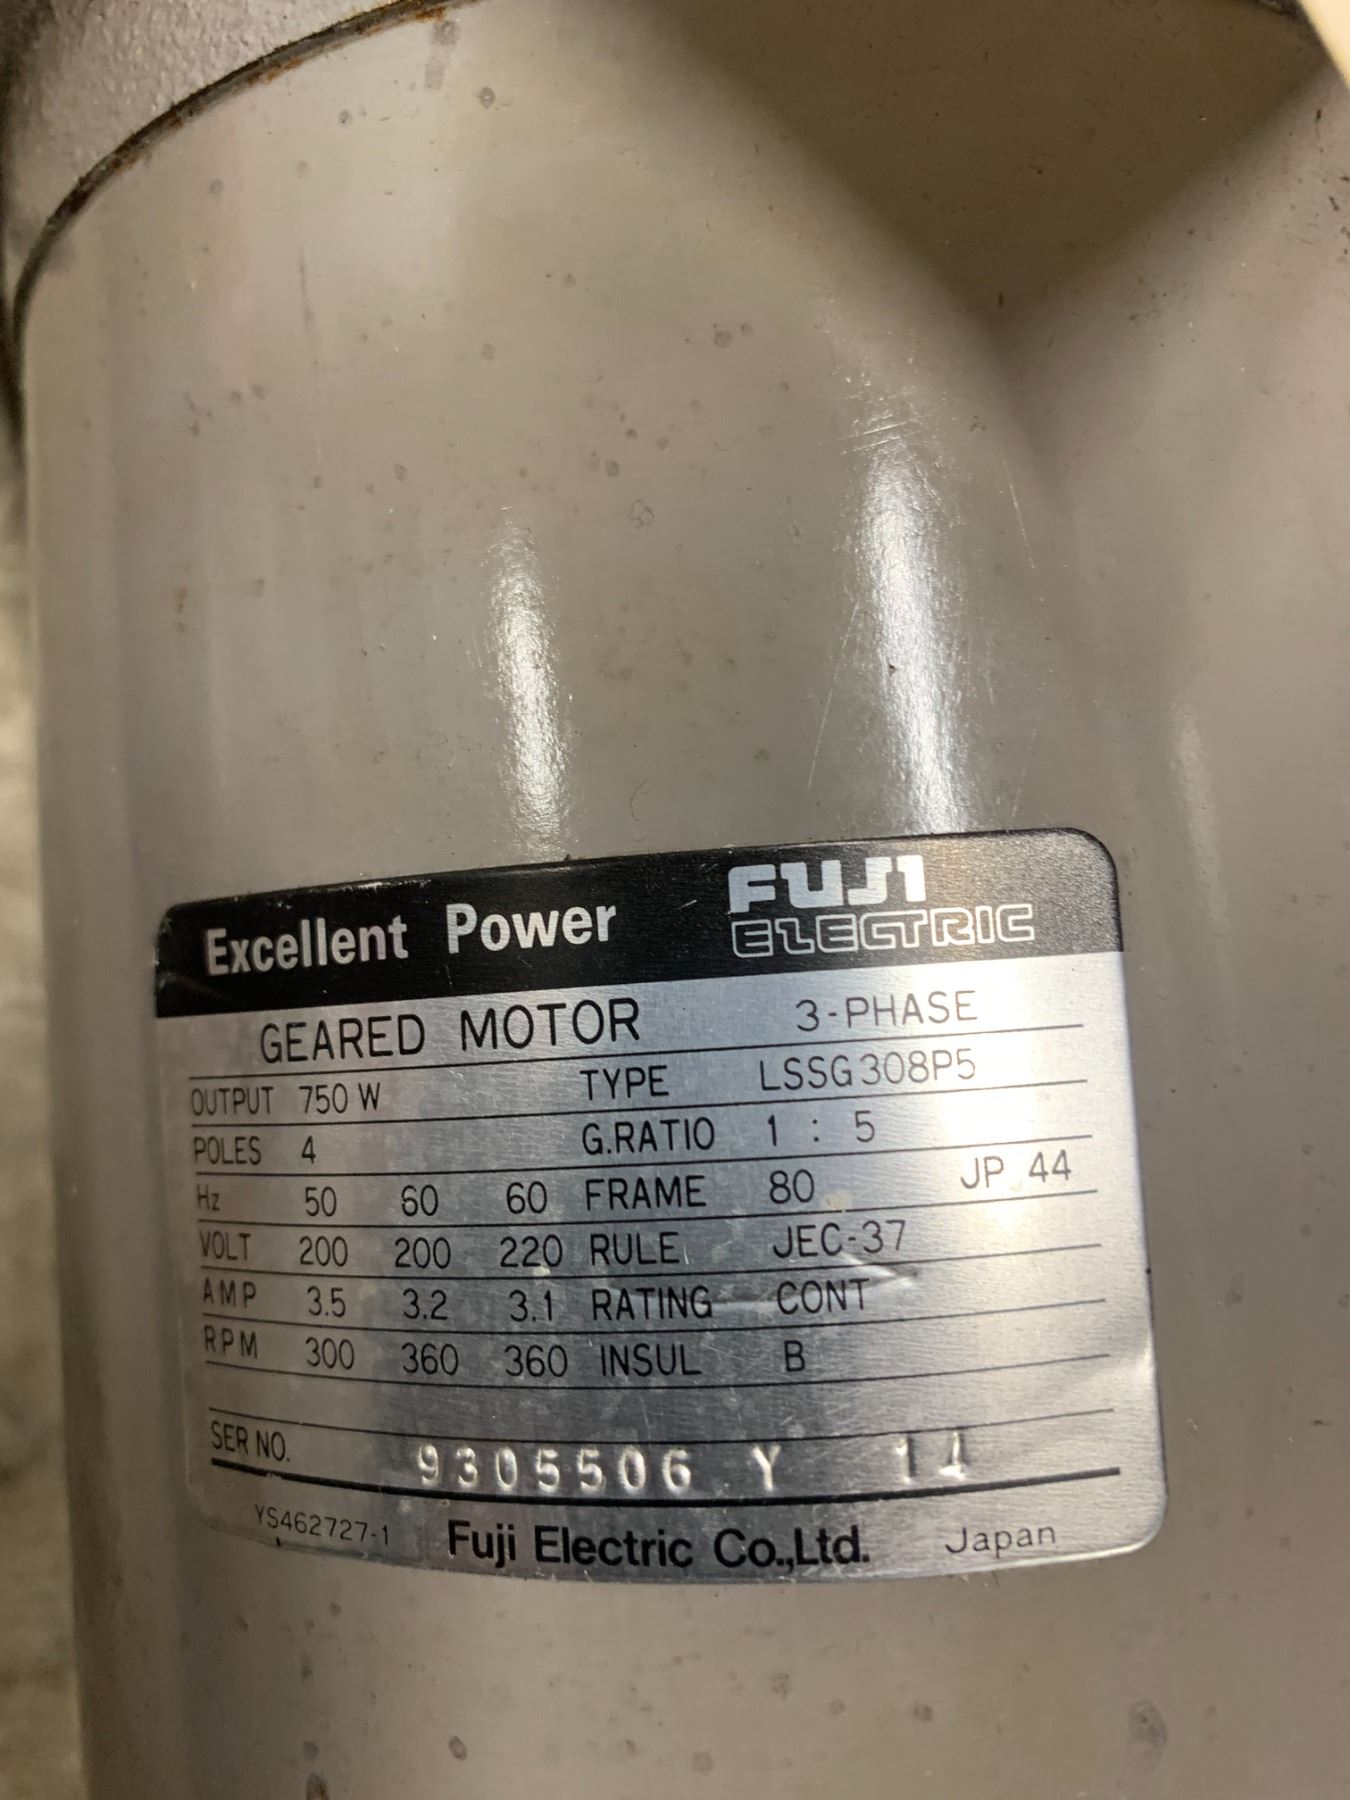 Excellent Power FUJI
ELECTRIC
GEARED MOTOR 3-PHASE
OUTPUT 750 W TYPE LSSG308P5
POLES 4 G.RATIO 1 : 5
Hz 50 60 60 FRAME 80 JP 44
VOLT 200 200 220 RULE JEC-37
AMP 3.5 3.2 3.1 RATING CONT
RPM 300 360 360 INSUL B
SER NO. 9305506 Y 14
YS462727-1 Fuji Electric Co.,Ltd. Japan